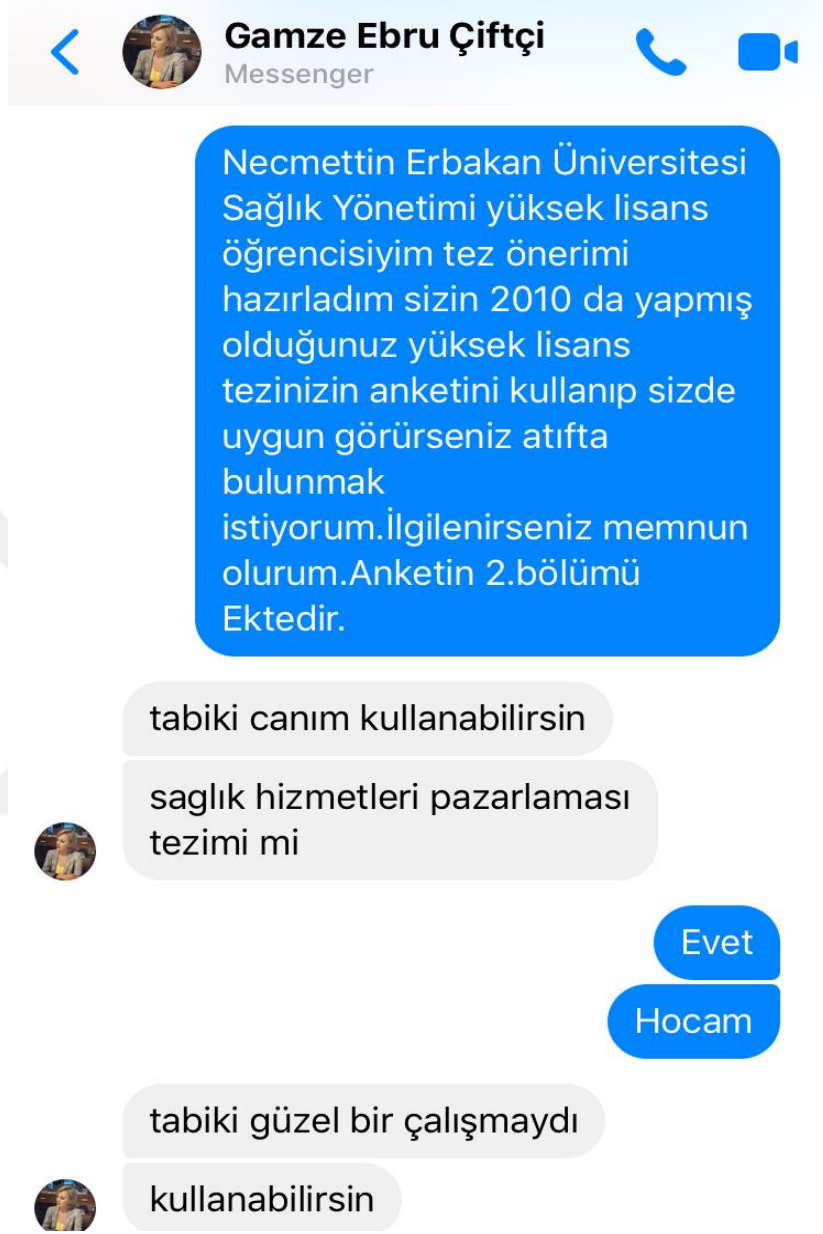 Gamze Ebru Çiftçi
Messenger
Necmettin Erbakan Üniversitesi
Sağlık Yönetimi yüksek lisans
öğrencisiyim tez önerimi
hazırladım sizin 2010 da yapmış
olduğunuz yüksek lisans
tezinizin anketini kullanıp sizde
uygun görürseniz atıfta
bulunmak
istiyorum.İlgilenirseniz memnun
olurum.Anketin 2.bölümü
Ektedir.
tabiki canım kullanabilirsin
saglık hizmetleri pazarlaması
tezimi mi
Evet
Hocam
tabiki güzel bir çalışmaydı
kullanabilirsin